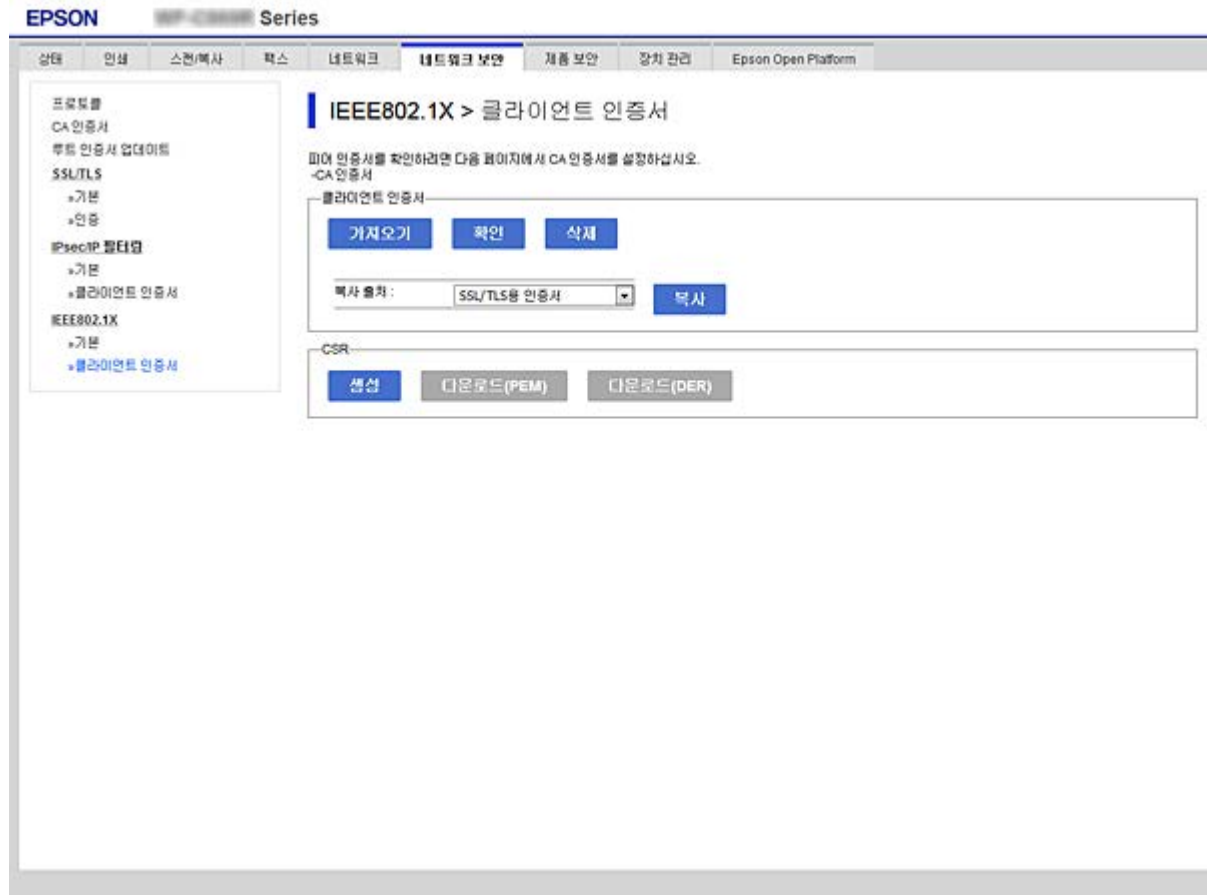 EPSON Series
상태 인쇄 스캔/복사 팩스 네트워크 네트워크 보안 제품 보안 장치 관리 Epson Open Platform
프로토콜
CA 인증서
루트 인증서 업데이트
SSL/TLS
»기본
»인증
IPsec/IP 필터링
»기본
»클라이언트 인증서
IEEE802.1X
»기본
»클라이언트 인증서
IEEE802.1X > 클라이언트 인증서
피어 인증서를 확인하려면 다음 페이지에서 CA 인증서를 설정하십시오.
-CA 인증서
클라이언트 인증서
가져오기 확인 삭제
복사 출처 : SSL/TLS용 인증서 복사
CSR
생성 다운로드(PEM) 다운로드(DER)